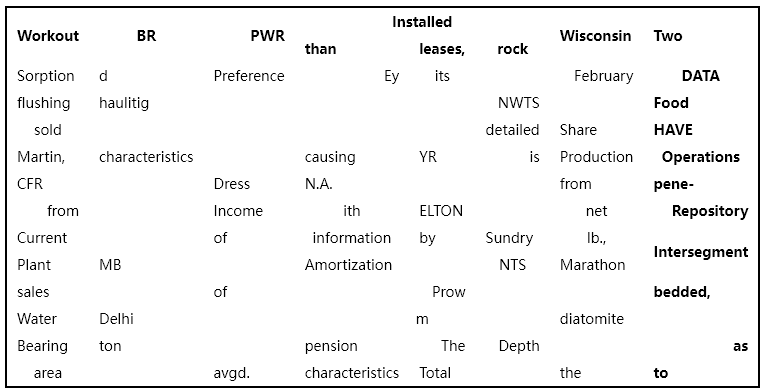 Workout BR PWR Installed Wisconsin Two
than leases, rock
Sorption d Preference Ey its February DATA
flushing haulitig NWTS Food
sold detailed Share HAVE
Martin, characteristics causing YR is Production Operations
CFR Dress N.A. from pene-
from Income ith ELTON net Repository
Current of information by Sundry lb., Intersegment
Plant MB Amortization NTS Marathon
sales of Prow bedded,
Water Delhi m diatomite
Bearing ton pension The Depth as
area avgd. characteristics Total the to